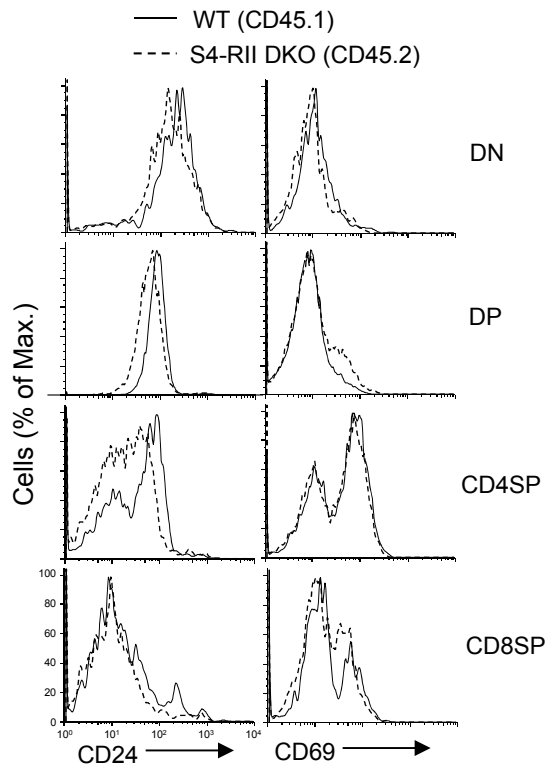 WT (CD45.1)
S4-RII DKO (CD45.2)
DN
DP
CD4SP
CD8SP
Cells (% of Max.)
100
80
60
40
20
0
10⁰ 10¹ 10² 10³ 10⁴
CD24
CD69